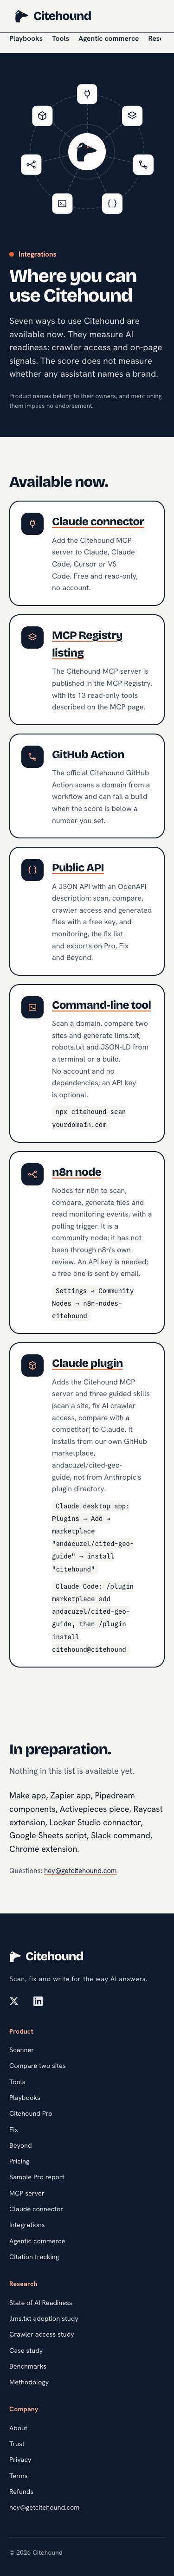 Citehound
Playbooks Tools Agentic commerce Rese
Integrations
Where you can
use Citehound
Seven ways to use Citehound are
available now. They measure AI
readiness: crawler access and on-page
signals. The score does not measure
whether any assistant names a brand.
Product names belong to their owners, and mentioning
them implies no endorsement.
Available now.
Claude connector
Add the Citehound MCP
server to Claude, Claude
Code, Cursor or VS
Code. Free and read-only,
no account.
MCP Registry
listing
The Citehound MCP server is
published in the MCP Registry,
with its 13 read-only tools
described on the MCP page.
GitHub Action
The official Citehound GitHub
Action scans a domain from a
workflow and can fail a build
when the score is below a
number you set.
Public API
A JSON API with an OpenAPI
description: scan, compare,
crawler access and generated
files with a free key, and
monitoring, the fix list
and exports on Pro, Fix
and Beyond.
Command-line tool
Scan a domain, compare two
sites and generate llms.txt,
robots.txt and JSON-LD from
a terminal or a build.
No account and no
dependencies; an API key
is optional.
npx citehound scan
yourdomain.com
n8n node
Nodes for n8n to scan,
compare, generate files and
read monitoring events, with a
polling trigger. It is a
community node: it has not
been through n8n's own
review. An API key is needed;
a free one is sent by email.
Settings → Community
Nodes → n8n-nodes-
citehound
Claude plugin
Adds the Citehound MCP
server and three guided skills
(scan a site, fix AI crawler
access, compare with a
competitor) to Claude. It
installs from our own GitHub
marketplace,
andacuzel/cited-geo-
guide, not from Anthropic's
plugin directory.
Claude desktop app:
Plugins → Add →
marketplace
"andacuzel/cited-geo-
guide" → install
"citehound"
Claude Code: /plugin
marketplace add
andacuzel/cited-geo-
guide, then /plugin
install
citehound@citehound
In preparation.
Nothing in this list is available yet.
Make app, Zapier app, Pipedream
components, Activepieces piece, Raycast
extension, Looker Studio connector,
Google Sheets script, Slack command,
Chrome extension.
Questions: hey@getcitehound.com
Citehound
Scan, fix and write for the way AI answers.
Product
Scanner
Compare two sites
Tools
Playbooks
Citehound Pro
Fix
Beyond
Pricing
Sample Pro report
MCP server
Claude connector
Integrations
Agentic commerce
Citation tracking
Research
State of AI Readiness
llms.txt adoption study
Crawler access study
Case study
Benchmarks
Methodology
Company
About
Trust
Privacy
Terms
Refunds
hey@getcitehound.com
© 2026 Citehound